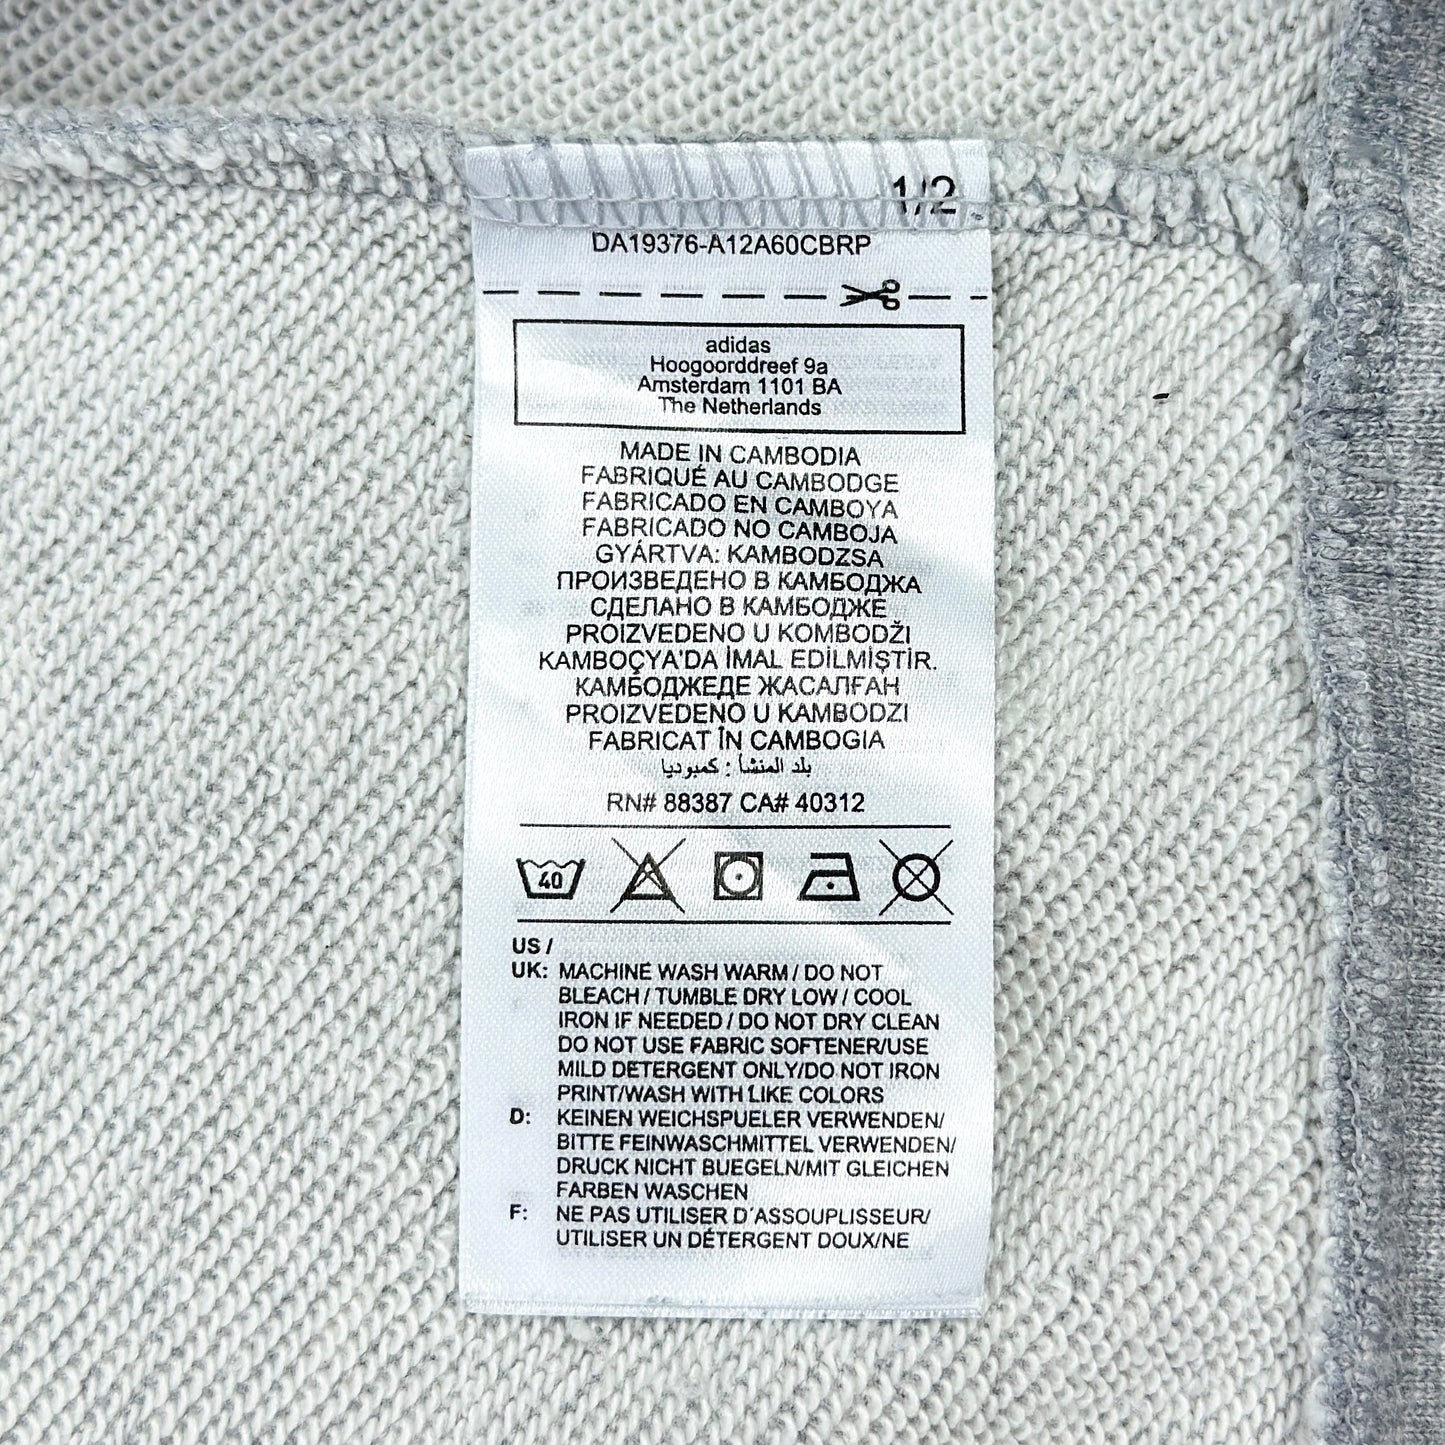 1/2
DA19376-A12A60CBRP
adidas
Hoogoorddreef 9a
Amsterdam 1101 BA
The Netherlands
MADE IN CAMBODIA
FABRIQUÉ AU CAMBODGE
FABRICADO EN CAMBOYA
FABRICADO NO CAMBOJA
GYÁRTVA: KAMBODZSA
ПРОИЗВЕДЕНО В КАМБОДЖА
СДЕЛАНО В КАМБОДЖЕ
PROIZVEDENO U KOMBODŽI
KAMBOÇYA'DA İMAL EDİLMİŞTİR.
КАМБОДЖЕДЕ ЖАСАЛҒАН
PROIZVEDENO U KAMBODZI
FABRICAT ÎN CAMBOGIA
بلد المنشأ : كمبوديا
RN# 88387 CA# 40312
40
US /
UK: MACHINE WASH WARM / DO NOT
BLEACH / TUMBLE DRY LOW / COOL
IRON IF NEEDED / DO NOT DRY CLEAN
DO NOT USE FABRIC SOFTENER/USE
MILD DETERGENT ONLY/DO NOT IRON
PRINT/WASH WITH LIKE COLORS
D: KEINEN WEICHSPUELER VERWENDEN/
BITTE FEINWASCHMITTEL VERWENDEN/
DRUCK NICHT BUEGELN/MIT GLEICHEN
FARBEN WASCHEN
F: NE PAS UTILISER D´ASSOUPLISSEUR/
UTILISER UN DÉTERGENT DOUX/NE